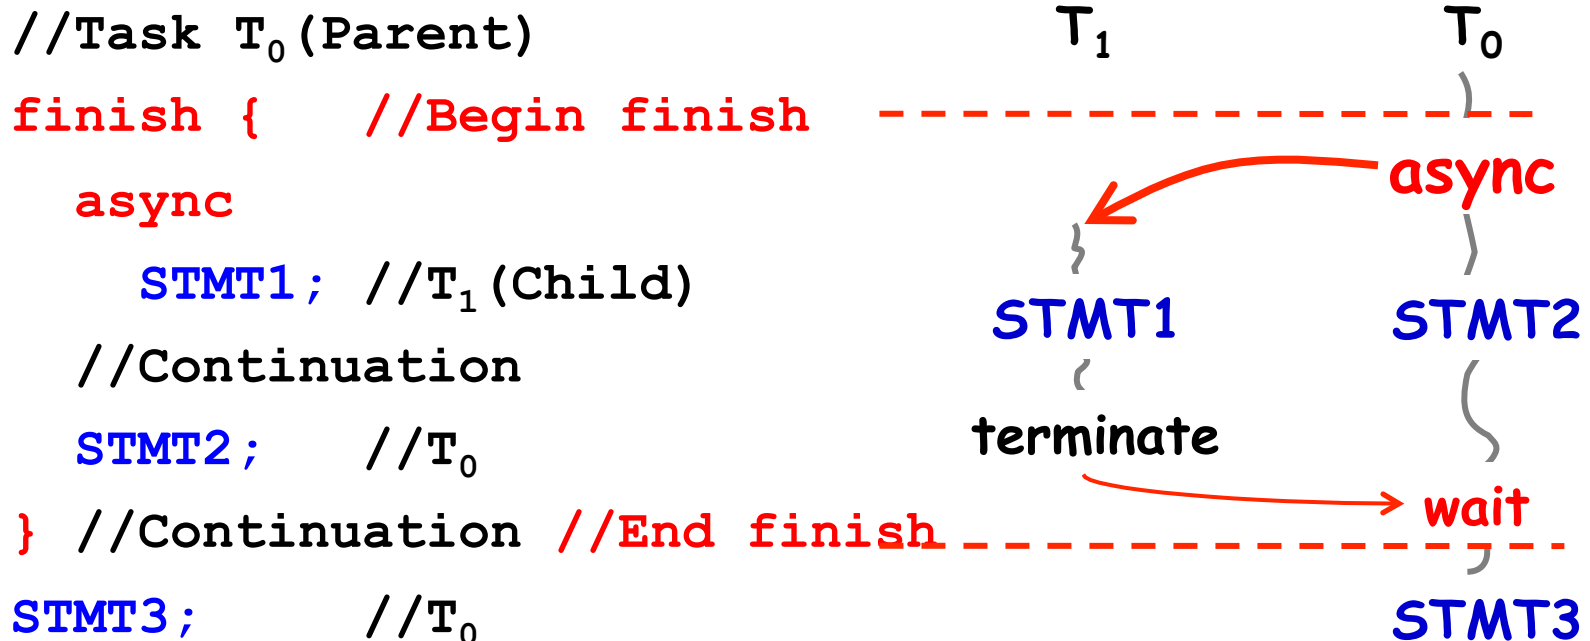 //Task T0(Parent)
finish {   //Begin finish
  async
    STMT1; //T1(Child)
  //Continuation
  STMT2;   //T0
} //Continuation //End finish
STMT3;     //T0
T1 T0
async
STMT1 STMT2
terminate
wait
STMT3